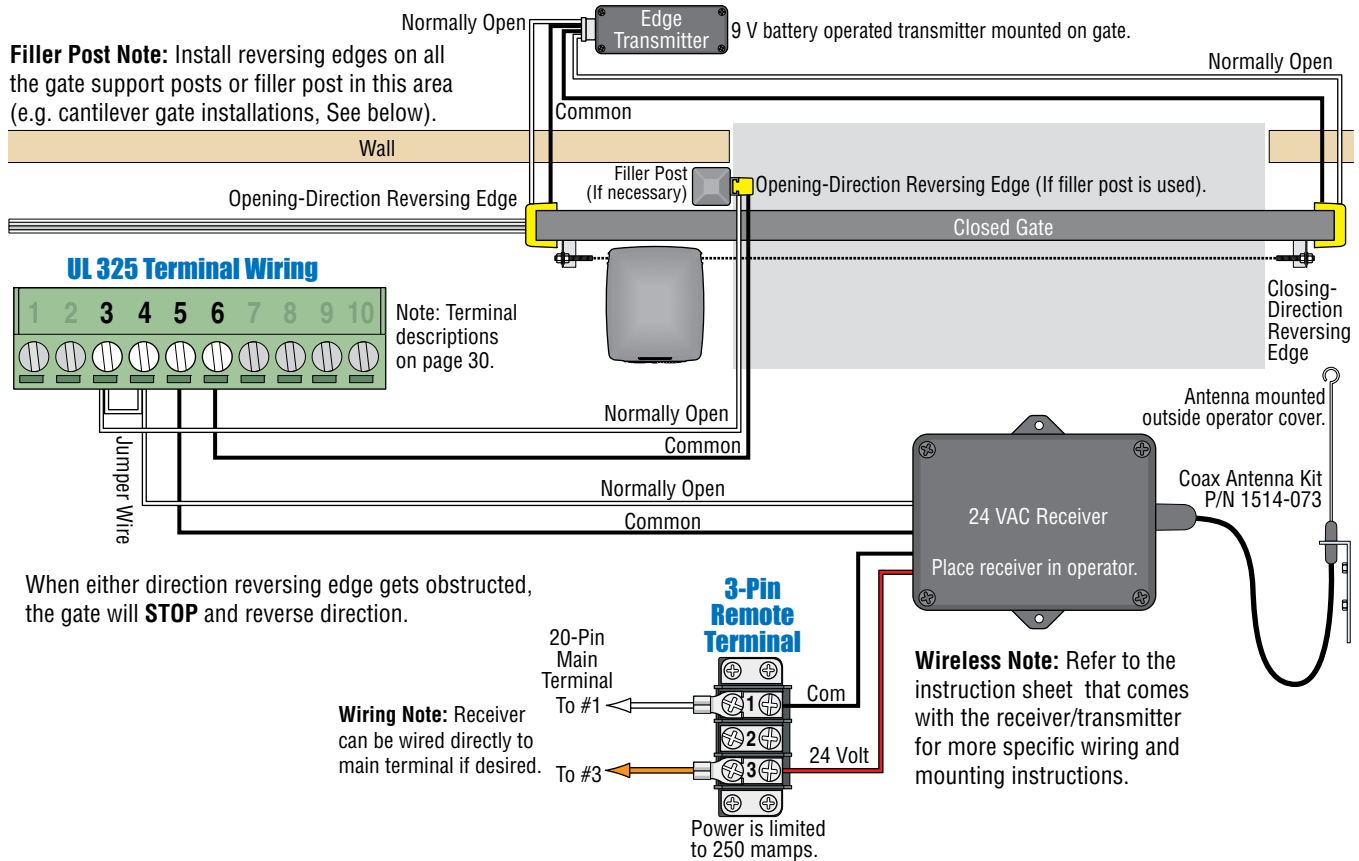 Normally Open
Edge
Transmitter
9 V battery operated transmitter mounted on gate.
Filler Post Note: Install reversing edges on all
the gate support posts or filler post in this area
(e.g. cantilever gate installations, See below).
Normally Open
Common
Wall
Filler Post
(If necessary)
Opening-Direction Reversing Edge (If filler post is used).
Opening-Direction Reversing Edge
Closed Gate
UL 325 Terminal Wiring
1 2 3 4 5 6 7 8 9 10
Note: Terminal
descriptions
on page 30.
Closing-
Direction
Reversing
Edge
Jumper Wire
Normally Open
Common
Normally Open
Common
Antenna mounted
outside operator cover.
Coax Antenna Kit
P/N 1514-073
24 VAC Receiver
Place receiver in operator.
When either direction reversing edge gets obstructed,
the gate will STOP and reverse direction.
3-Pin
Remote
Terminal
20-Pin
Main
Terminal
To #1
1
Com
2
To #3
3
24 Volt
Wiring Note: Receiver
can be wired directly to
main terminal if desired.
Power is limited
to 250 mamps.
Wireless Note: Refer to the
instruction sheet that comes
with the receiver/transmitter
for more specific wiring and
mounting instructions.